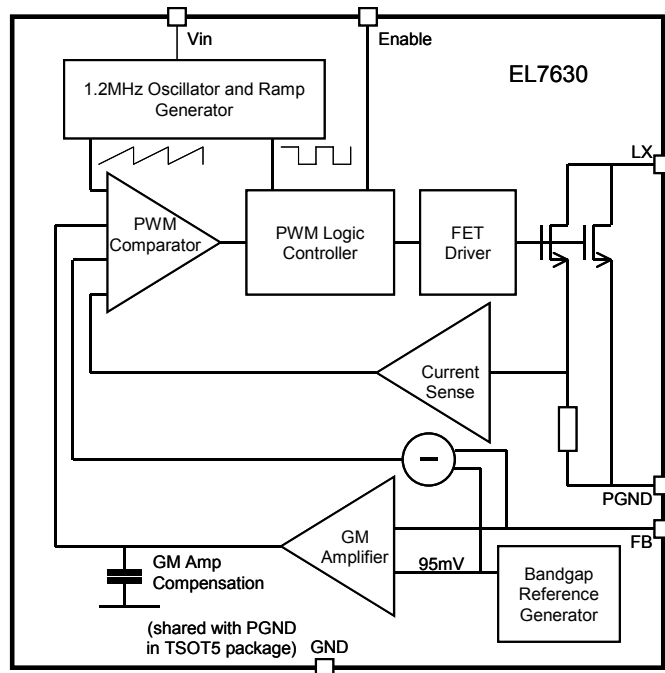 Vin
Enable
EL7630
1.2MHz Oscillator and Ramp
Generator
LX
PWM
Comparator
PWM Logic
Controller
FET
Driver
Current
Sense
–
PGND
FB
GM
Amplifier
95mV
Bandgap
Reference
Generator
GM Amp
Compensation
(shared with PGND
in TSOT5 package)
GND